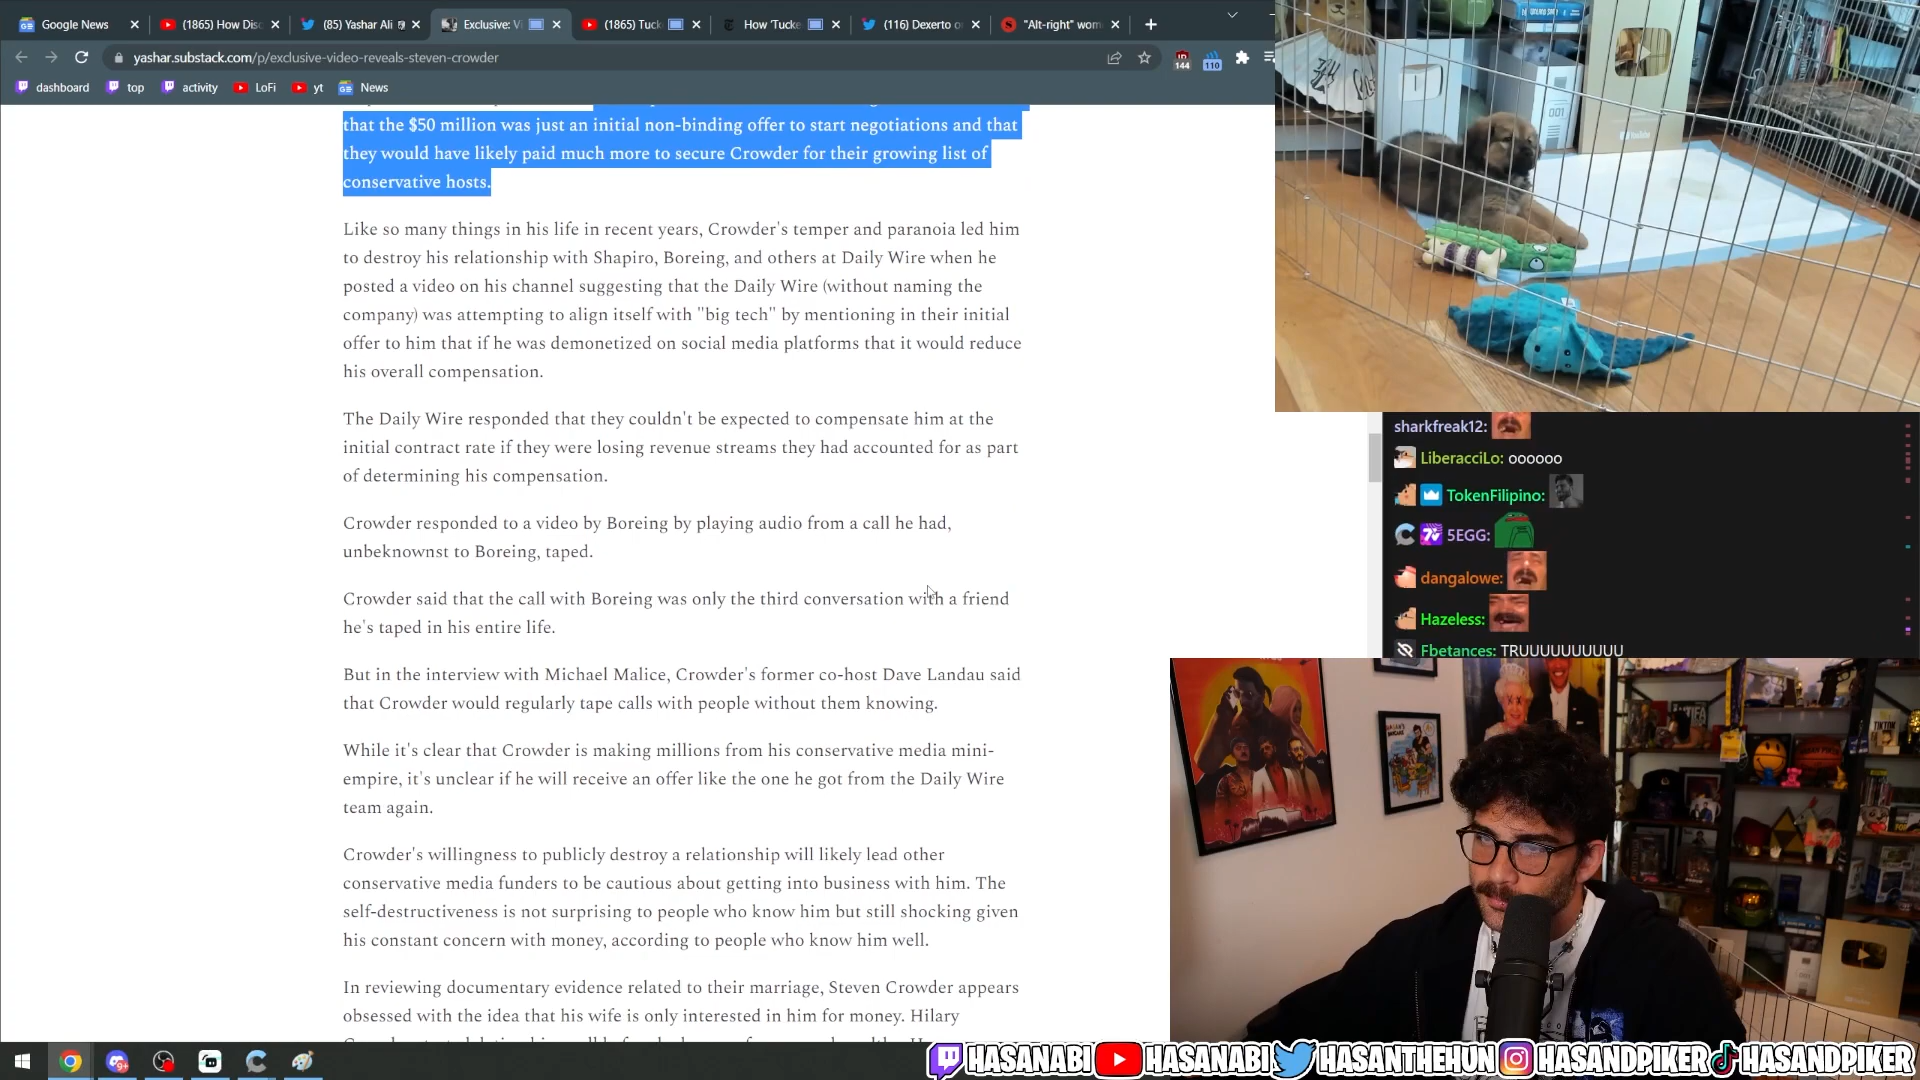 Google News
(1865) How Disc
(85) Yashar Ali
Exclusive: Vi
(1865) Tuck
How 'Tucke
(116) Dexerto o
"Alt-right" wom
yashar.substack.com/p/exclusive-video-reveals-steven-crowder
144
110
dashboard
top
activity
LoFi
yt
News
that the $50 million was just an initial non-binding offer to start negotiations and that
they would have likely paid much more to secure Crowder for their growing list of
conservative hosts.
Like so many things in his life in recent years, Crowder's temper and paranoia led him
to destroy his relationship with Shapiro, Boreing, and others at Daily Wire when he
posted a video on his channel suggesting that the Daily Wire (without naming the
company) was attempting to align itself with "big tech" by mentioning in their initial
offer to him that if he was demonetized on social media platforms that it would reduce
his overall compensation.
The Daily Wire responded that they couldn't be expected to compensate him at the
initial contract rate if they were losing revenue streams they had accounted for as part
of determining his compensation.
Crowder responded to a video by Boreing by playing audio from a call he had,
unbeknownst to Boreing, taped.
Crowder said that the call with Boreing was only the third conversation with a friend
he's taped in his entire life.
But in the interview with Michael Malice, Crowder's former co-host Dave Landau said
that Crowder would regularly tape calls with people without them knowing.
While it's clear that Crowder is making millions from his conservative media mini-
empire, it's unclear if he will receive an offer like the one he got from the Daily Wire
team again.
Crowder's willingness to publicly destroy a relationship will likely lead other
conservative media funders to be cautious about getting into business with him. The
self-destructiveness is not surprising to people who know him but still shocking given
his constant concern with money, according to people who know him well.
In reviewing documentary evidence related to their marriage, Steven Crowder appears
obsessed with the idea that his wife is only interested in him for money. Hilary
001
YouTube
sharkfreak12:
LiberacciLo: oooooo
TokenFilipino:
5EGG:
dangalowe:
Hazeless:
Fbetances: TRUUUUUUUUUU
TIKTOK
HASANABI
HASANABI
HASANTHEHUN
HASANDPIKER
HASANDPIKER